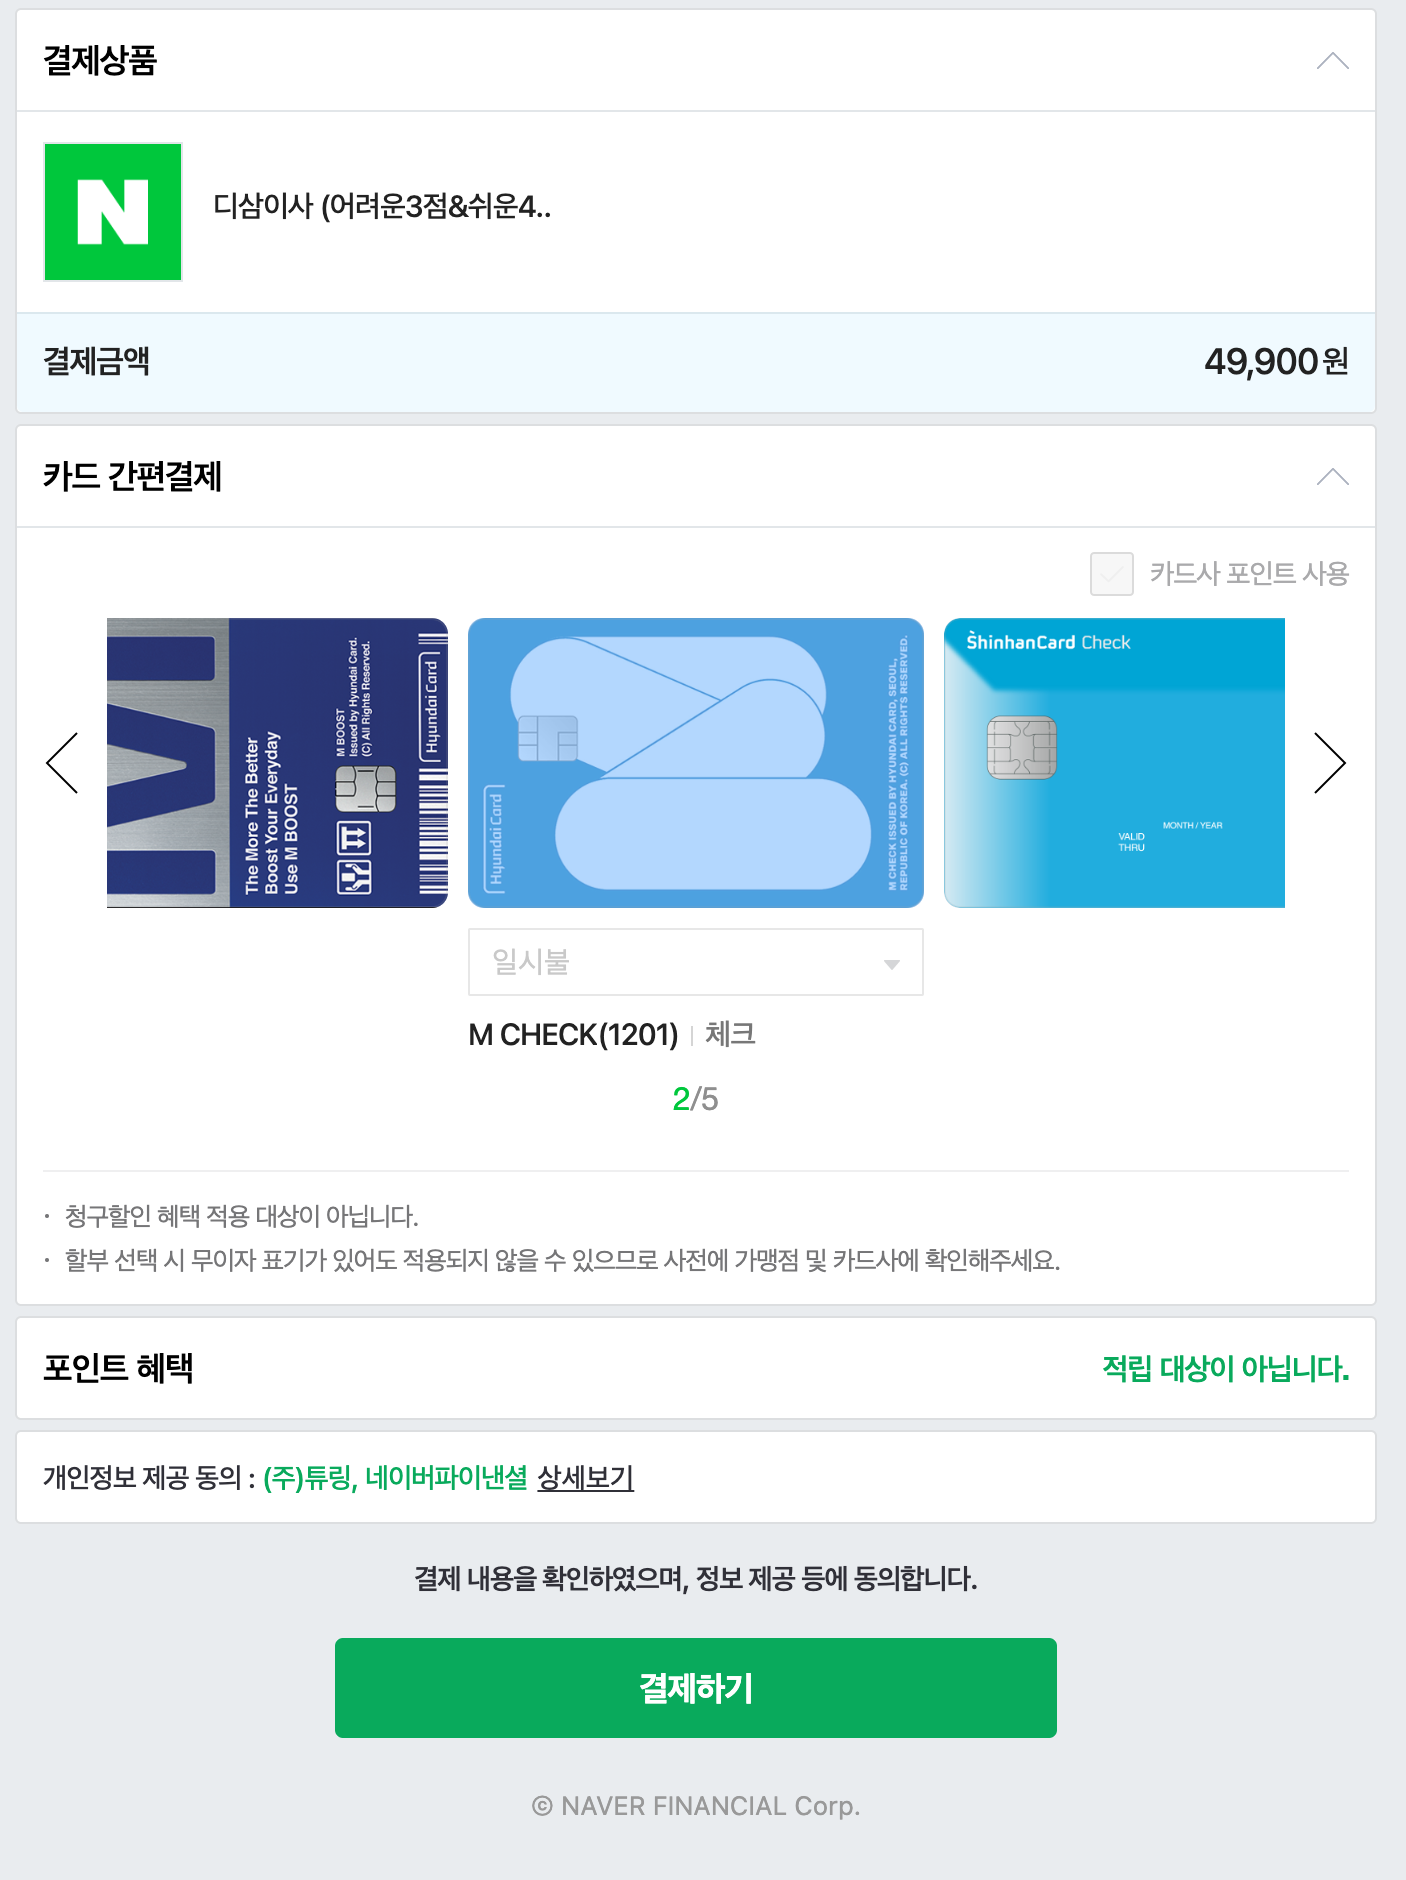 결제상품
N
디삼이사 (어려운3점&쉬운4..
결제금액
49,900원
카드 간편결제
카드사 포인트 사용
The More The Better
Boost Your Everyday
Use M BOOST
M BOOST
Issued by Hyundai Card.
(C) All Rights Reserved.
Hyundai Card
Hyundai Card
M CHECK ISSUED BY HYUNDAI CARD, SEOUL,
REPUBLIC OF KOREA. (C) ALL RIGHTS RESERVED.
ShinhanCard Check
MONTH / YEAR
VALID
THRU
일시불
M CHECK(1201) | 체크
2/5
· 청구할인 혜택 적용 대상이 아닙니다.
· 할부 선택 시 무이자 표기가 있어도 적용되지 않을 수 있으므로 사전에 가맹점 및 카드사에 확인해주세요.
포인트 혜택
적립 대상이 아닙니다.
개인정보 제공 동의 : (주)튜링, 네이버파이낸셜 상세보기
결제 내용을 확인하였으며, 정보 제공 등에 동의합니다.
결제하기
© NAVER FINANCIAL Corp.